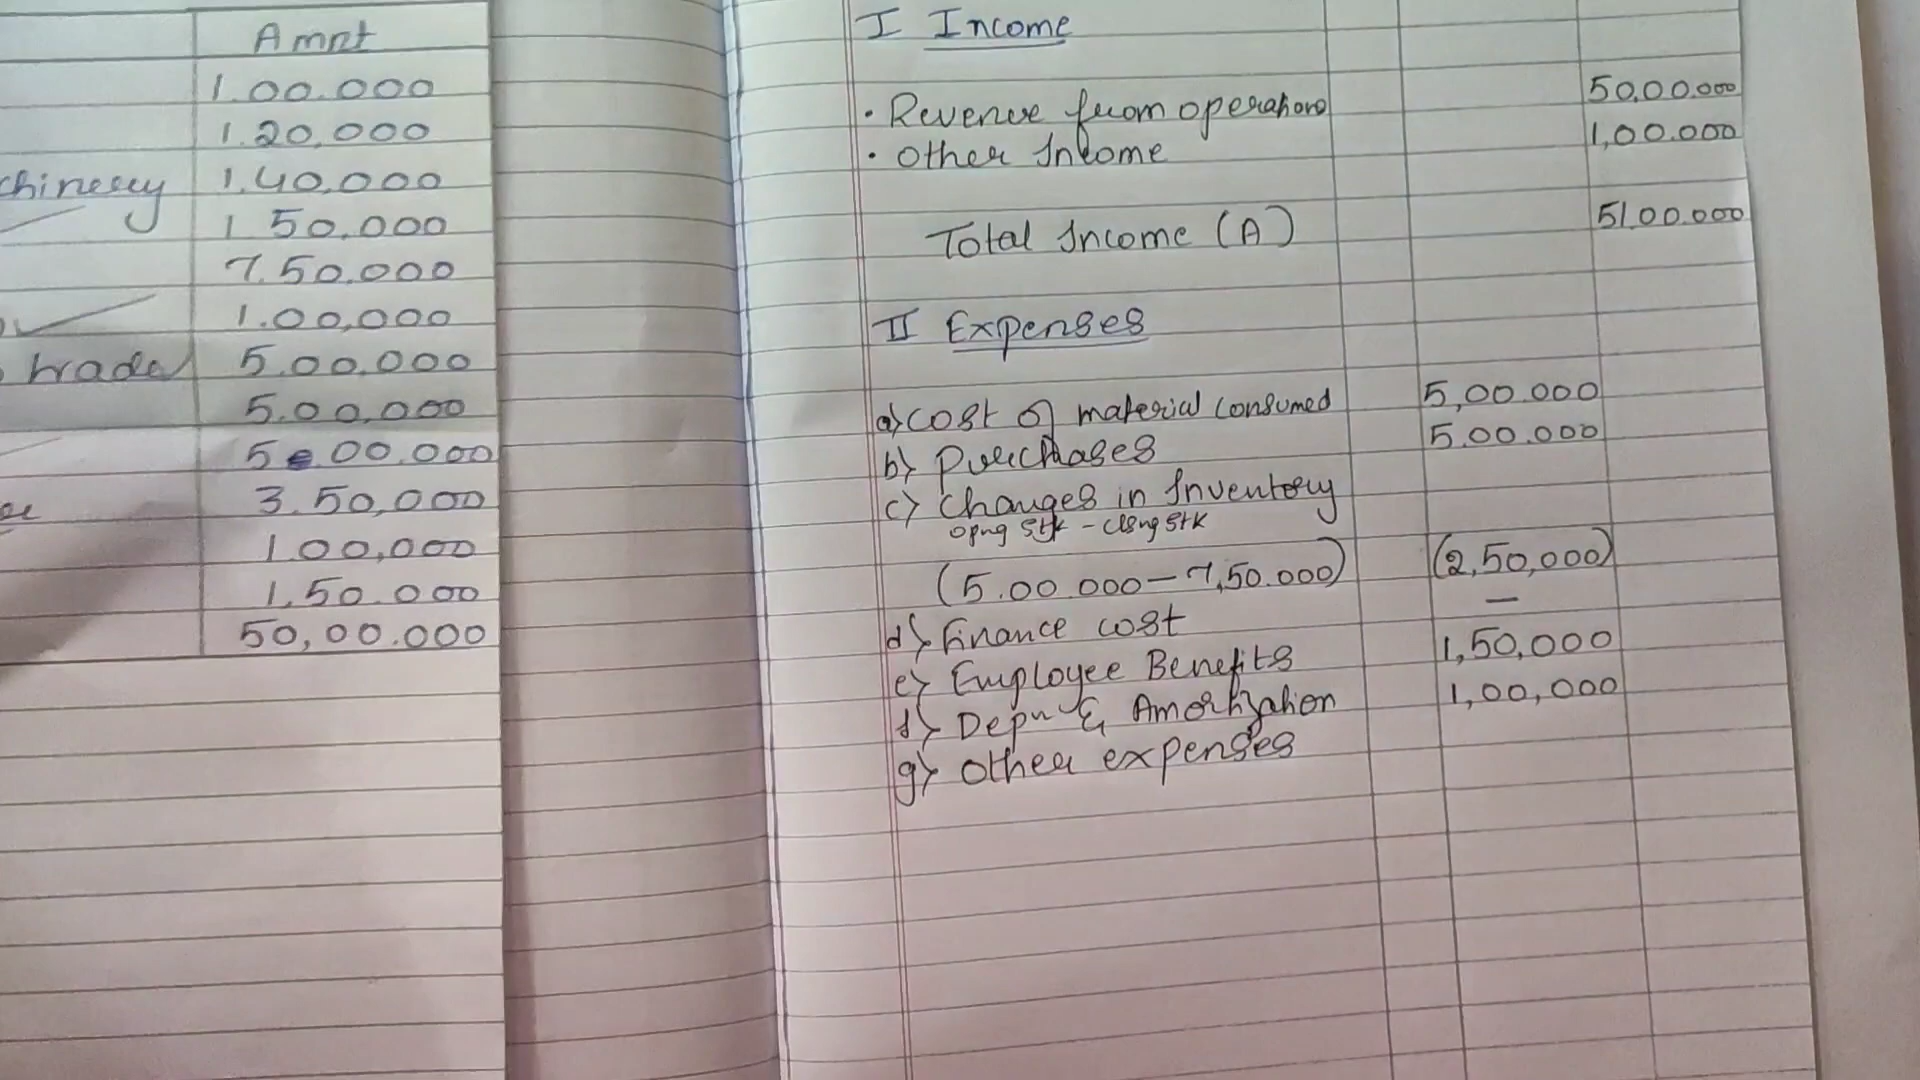 Amnt
1.00.000
1.20,000
chinery 1.40,000
1 50,000
7.50.000
1.00,000
trade 5.00,000
5.00,000
5 00.000
3.50,000
1.00,000
1,50.000
50,00.000
I Income
• Revenue from operations 50,00.000
• Other Income 1,00.000
Total Income (A) 51,00.000
II Expenses
a) Cost of material consumed 5,00.000
b) Purchases 5.00.000
c) Changes in Inventory
opng stk - clsng stk
(5.00.000 – 7,50.000) (2,50,000)
d) Finance cost —
e) Employee Benefits 1,50,000
f) Depn & Amortization 1,00,000
g) Other expenses